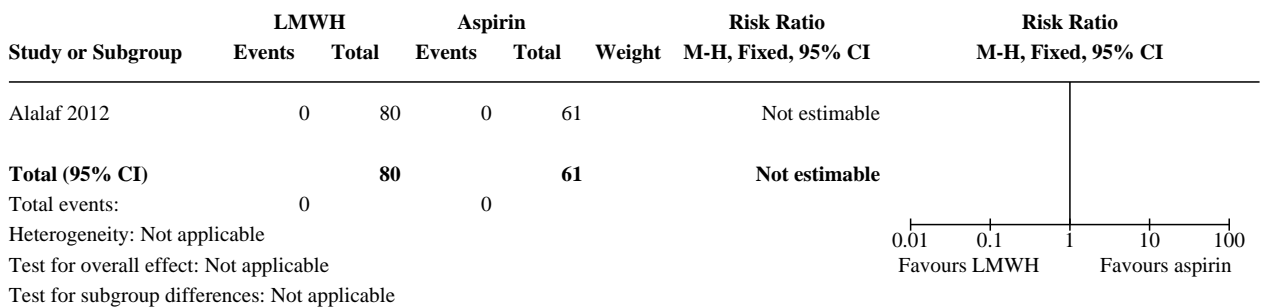 LMWH Aspirin Risk Ratio Risk Ratio
Study or Subgroup Events Total Events Total Weight M-H, Fixed, 95% CI M-H, Fixed, 95% CI
Alalaf 2012 0 80 0 61 Not estimable
Total (95% CI) 80 61 Not estimable
Total events: 0 0
Heterogeneity: Not applicable
0.01 0.1 1 10 100
Test for overall effect: Not applicable
Favours LMWH Favours aspirin
Test for subgroup differences: Not applicable